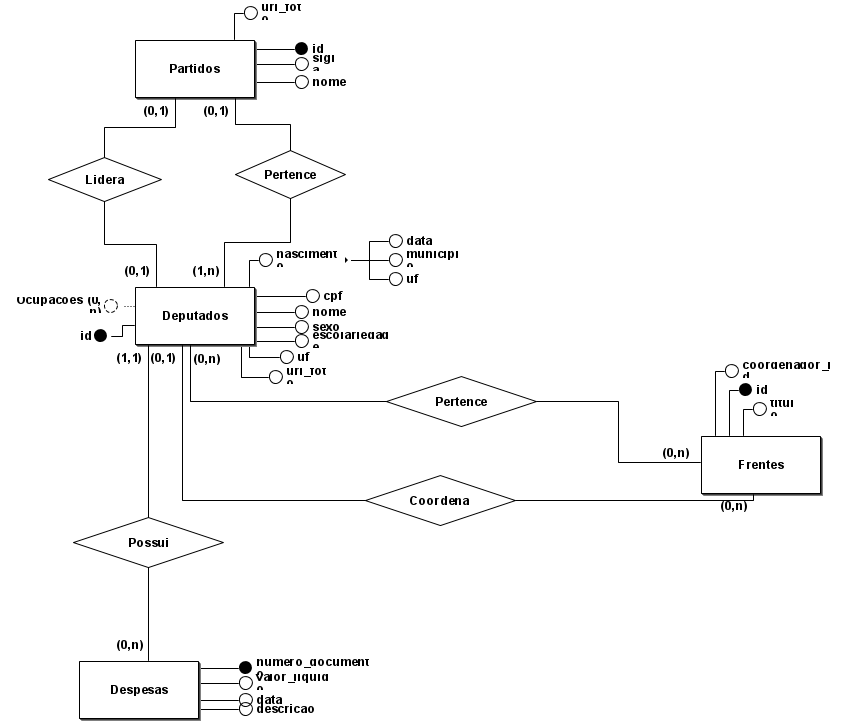 url_fot
o
id
sigl
a
nome
Partidos
(0,1)
(0,1)
Lidera
Pertence
(0,1)
(1,n)
nasciment
o
data
municipi
o
uf
Ocupacoes (0,
n)
Deputados
cpf
nome
sexo
escolariedad
e
id
uf
url_fot
o
(1,1)
(0,1)
(0,n)
Pertence
coordenador_i
d
id
titul
o
(0,n)
Frentes
Coordena
(0,n)
Possui
(0,n)
Despesas
numero_document
o
valor_liquid
o
data
descricao